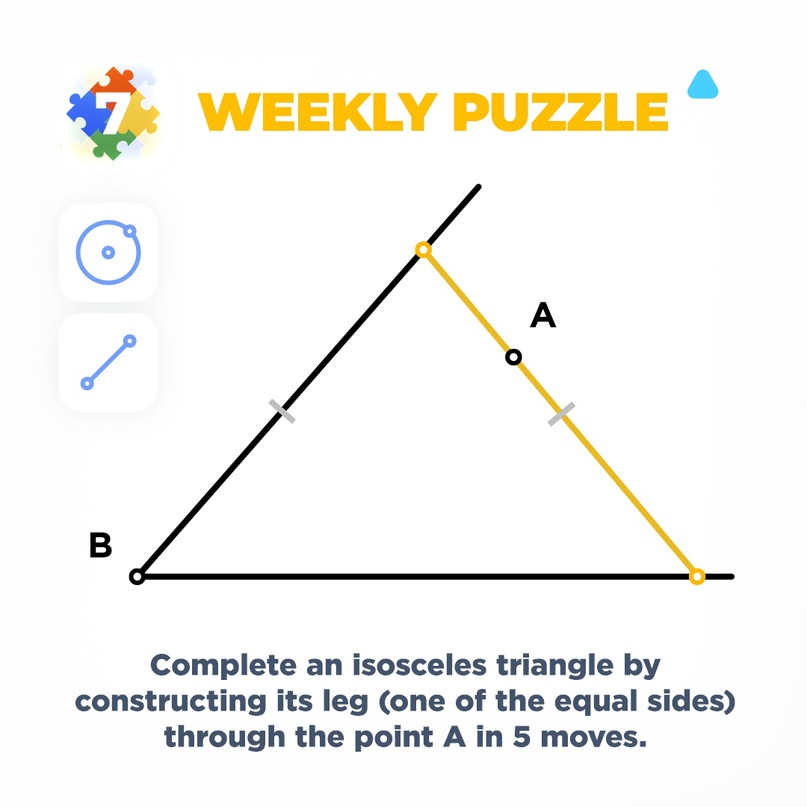 7
WEEKLY PUZZLE
A
B
Complete an isosceles triangle by
constructing its leg (one of the equal sides)
through the point A in 5 moves.